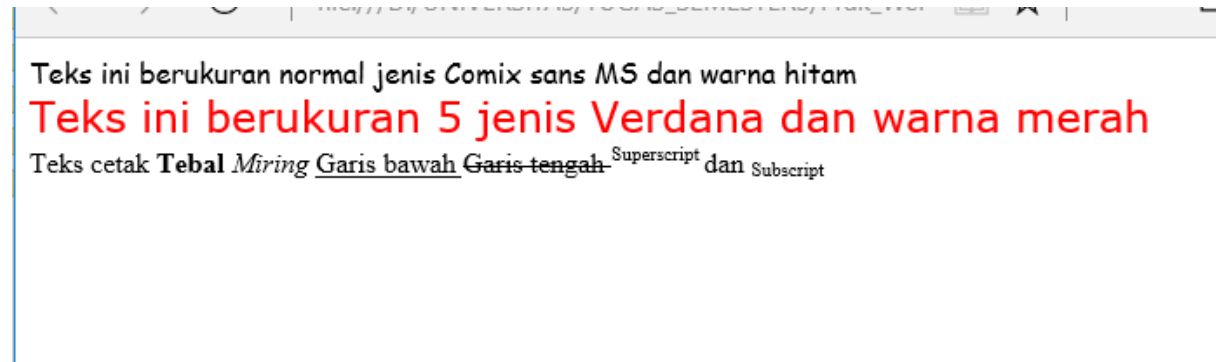 Teks ini berukuran normal jenis Comix sans MS dan warna hitam
Teks ini berukuran 5 jenis Verdana dan warna merah
Teks cetak Tebal Miring Garis bawah Garis tengah Superscript dan Subscript